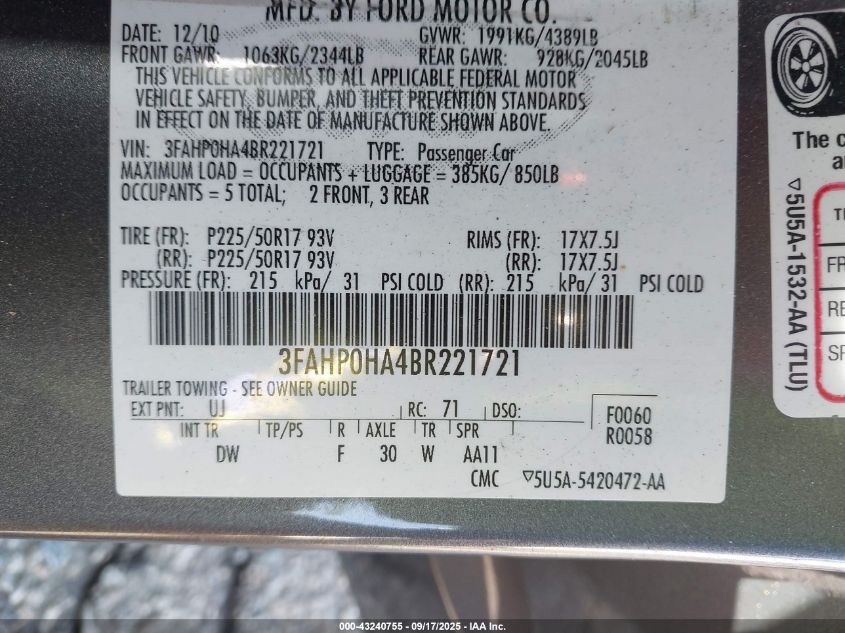 MFD. BY FORD MOTOR CO.
DATE: 12/10 GVWR: 1991KG/4389LB
FRONT GAWR: 1063KG/2344LB REAR GAWR: 928KG/2045LB
THIS VEHICLE CONFORMS TO ALL APPLICABLE FEDERAL MOTOR
VEHICLE SAFETY, BUMPER, AND THEFT PREVENTION STANDARDS
IN EFFECT ON THE DATE OF MANUFACTURE SHOWN ABOVE.
VIN: 3FAHP0HA4BR221721 TYPE: Passenger Car
MAXIMUM LOAD = OCCUPANTS + LUGGAGE = 385KG/ 850LB
OCCUPANTS = 5 TOTAL; 2 FRONT, 3 REAR
TIRE (FR): P225/50R17 93V RIMS (FR): 17X7.5J
(RR): P225/50R17 93V (RR): 17X7.5J
PRESSURE (FR): 215 kPa/ 31 PSI COLD (RR): 215 kPa/ 31 PSI COLD
3FAHP0HA4BR221721
TRAILER TOWING - SEE OWNER GUIDE
EXT PNT: UJ RC: 71 DSO: F0060
R0058
INT TR TP/PS R AXLE TR SPR
DW F 30 W AA11
CMC ▽5U5A-5420472-AA
The c
a
▽5U5A-1532-AA (TLU)
TI
FR
RE
SP
000-43240755 - 09/17/2025 - IAA Inc.